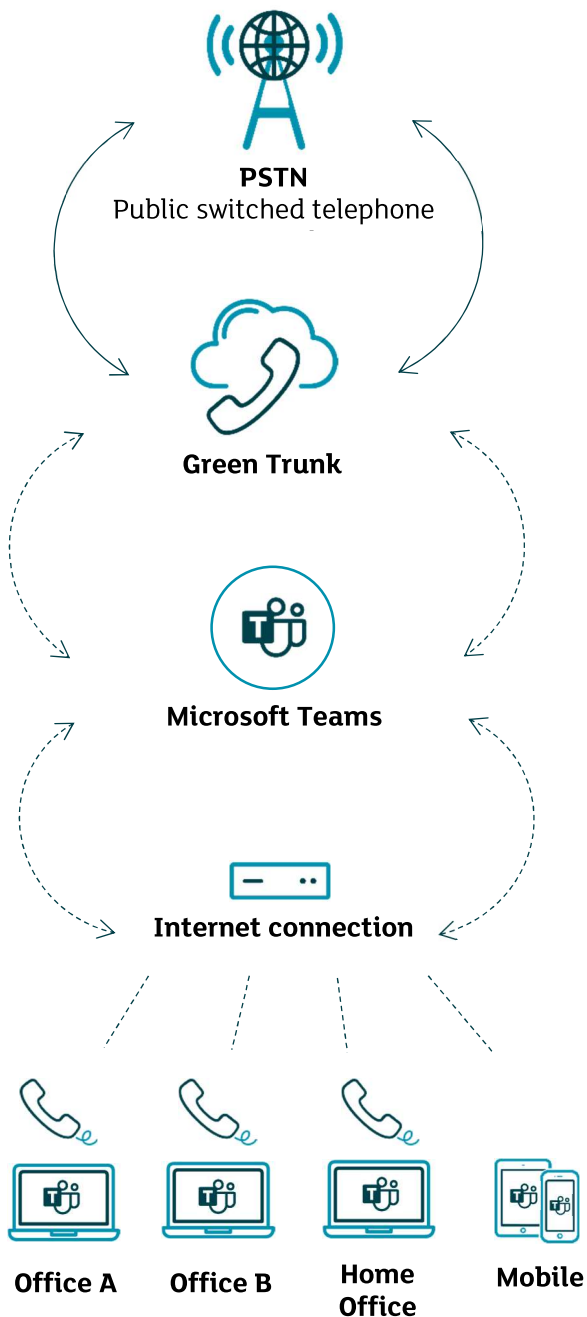 PSTN
Public switched telephone
Green Trunk
T
Microsoft Teams
Internet connection
T
T
T
T
T
Office A
Office B
Home
Office
Mobile